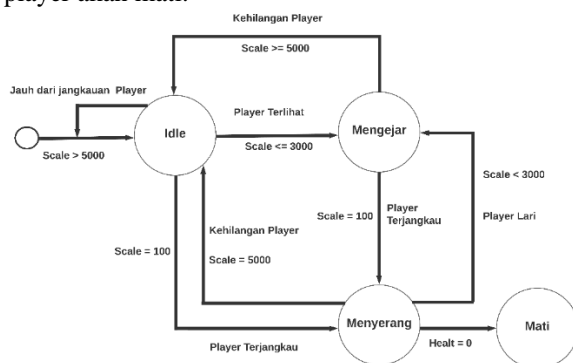 player akan mati.
Kehilangan Player
Scale >= 5000
Jauh dari jangkauan Player
Player Terlihat
Idle
Mengejar
Scale > 5000
Scale <= 3000
Scale < 3000
Player
Terjangkau
Scale = 100
Player Lari
Kehilangan Player
Scale = 100
Scale = 5000
Menyerang
Mati
Player Terjangkau
Healt = 0